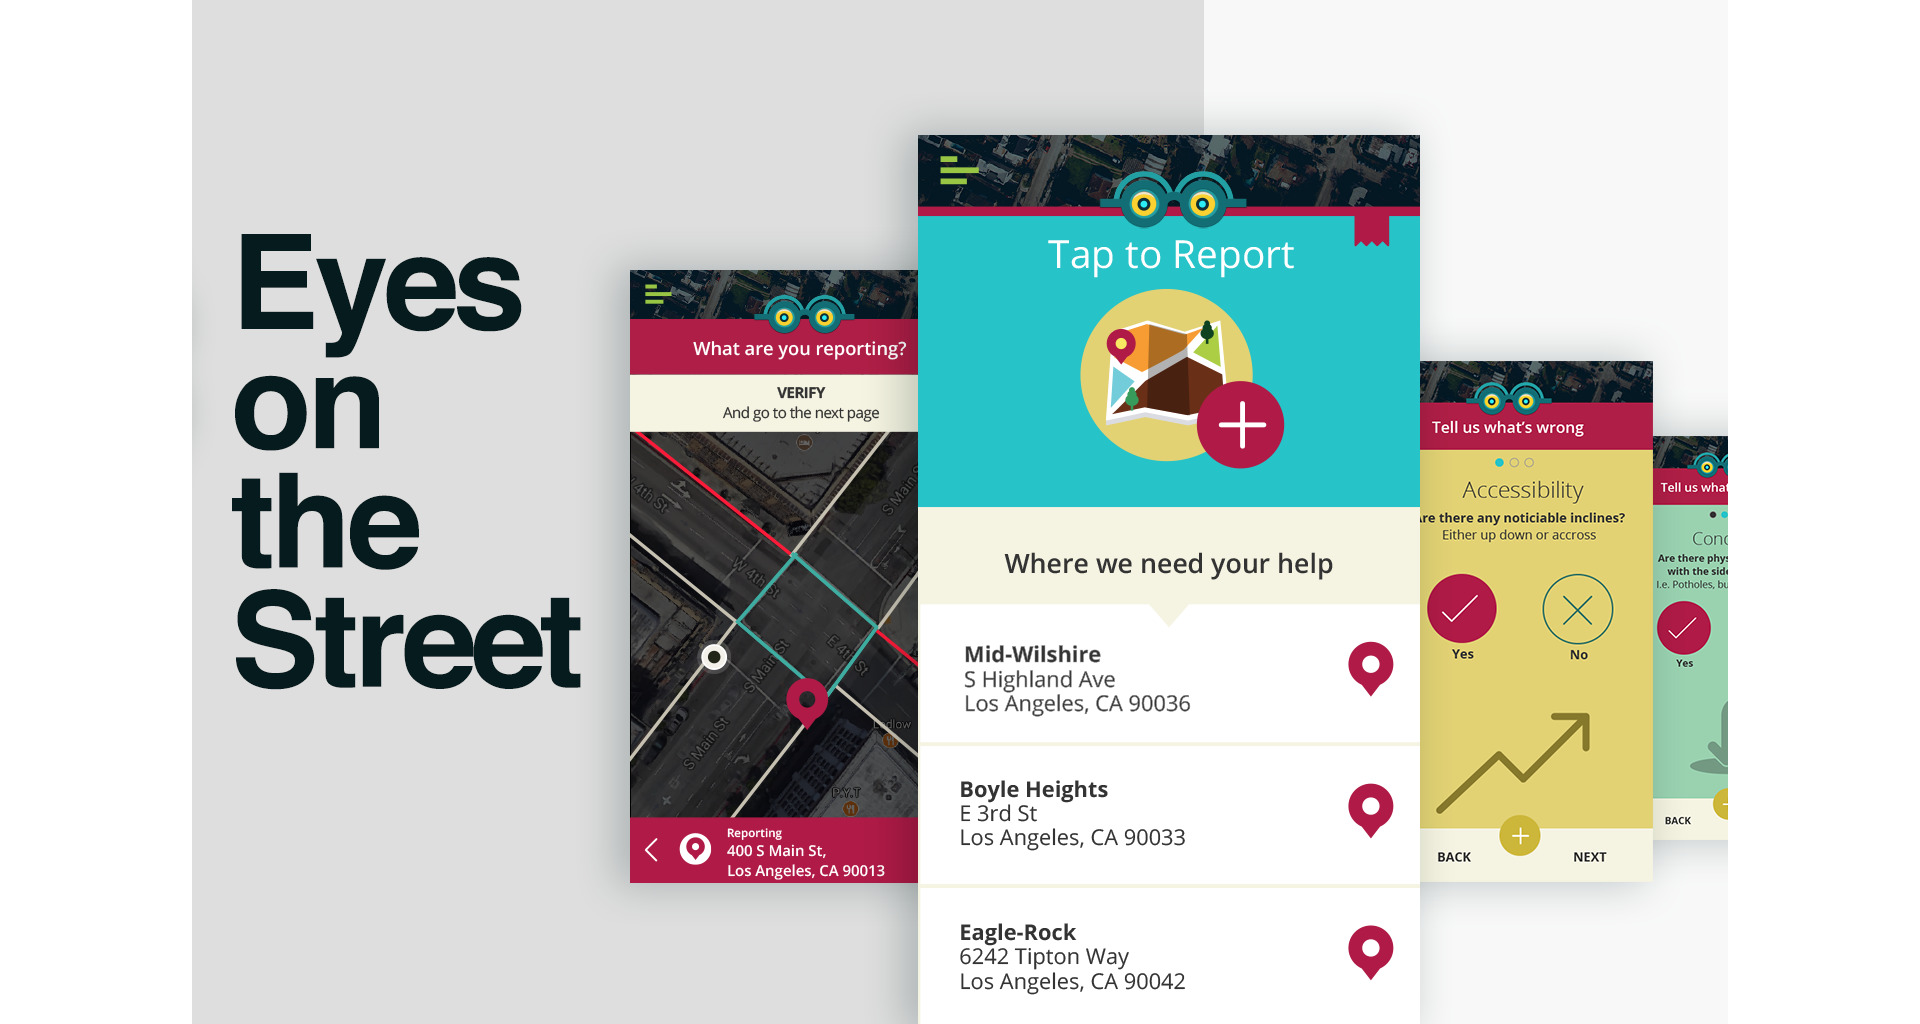 Eyes
on
the
Street
What are you reporting?
VERIFY
And go to the next page
W 4th St
S Main
W 4th St
E 4th St
S Main St
S Main St
Ledlow
P.Y.T
Reporting
400 S Main St,
Los Angeles, CA 90013
Tap to Report
Where we need your help
Mid-Wilshire
S Highland Ave
Los Angeles, CA 90036
Boyle Heights
E 3rd St
Los Angeles, CA 90033
Eagle-Rock
6242 Tipton Way
Los Angeles, CA 90042
Tell us what's wrong
Accessibility
Are there any noticiable inclines?
Either up down or accross
Yes
No
BACK
NEXT
Tell us what
Conc
Are there phys
with the side
I.e. Potholes, bu
Yes
BACK